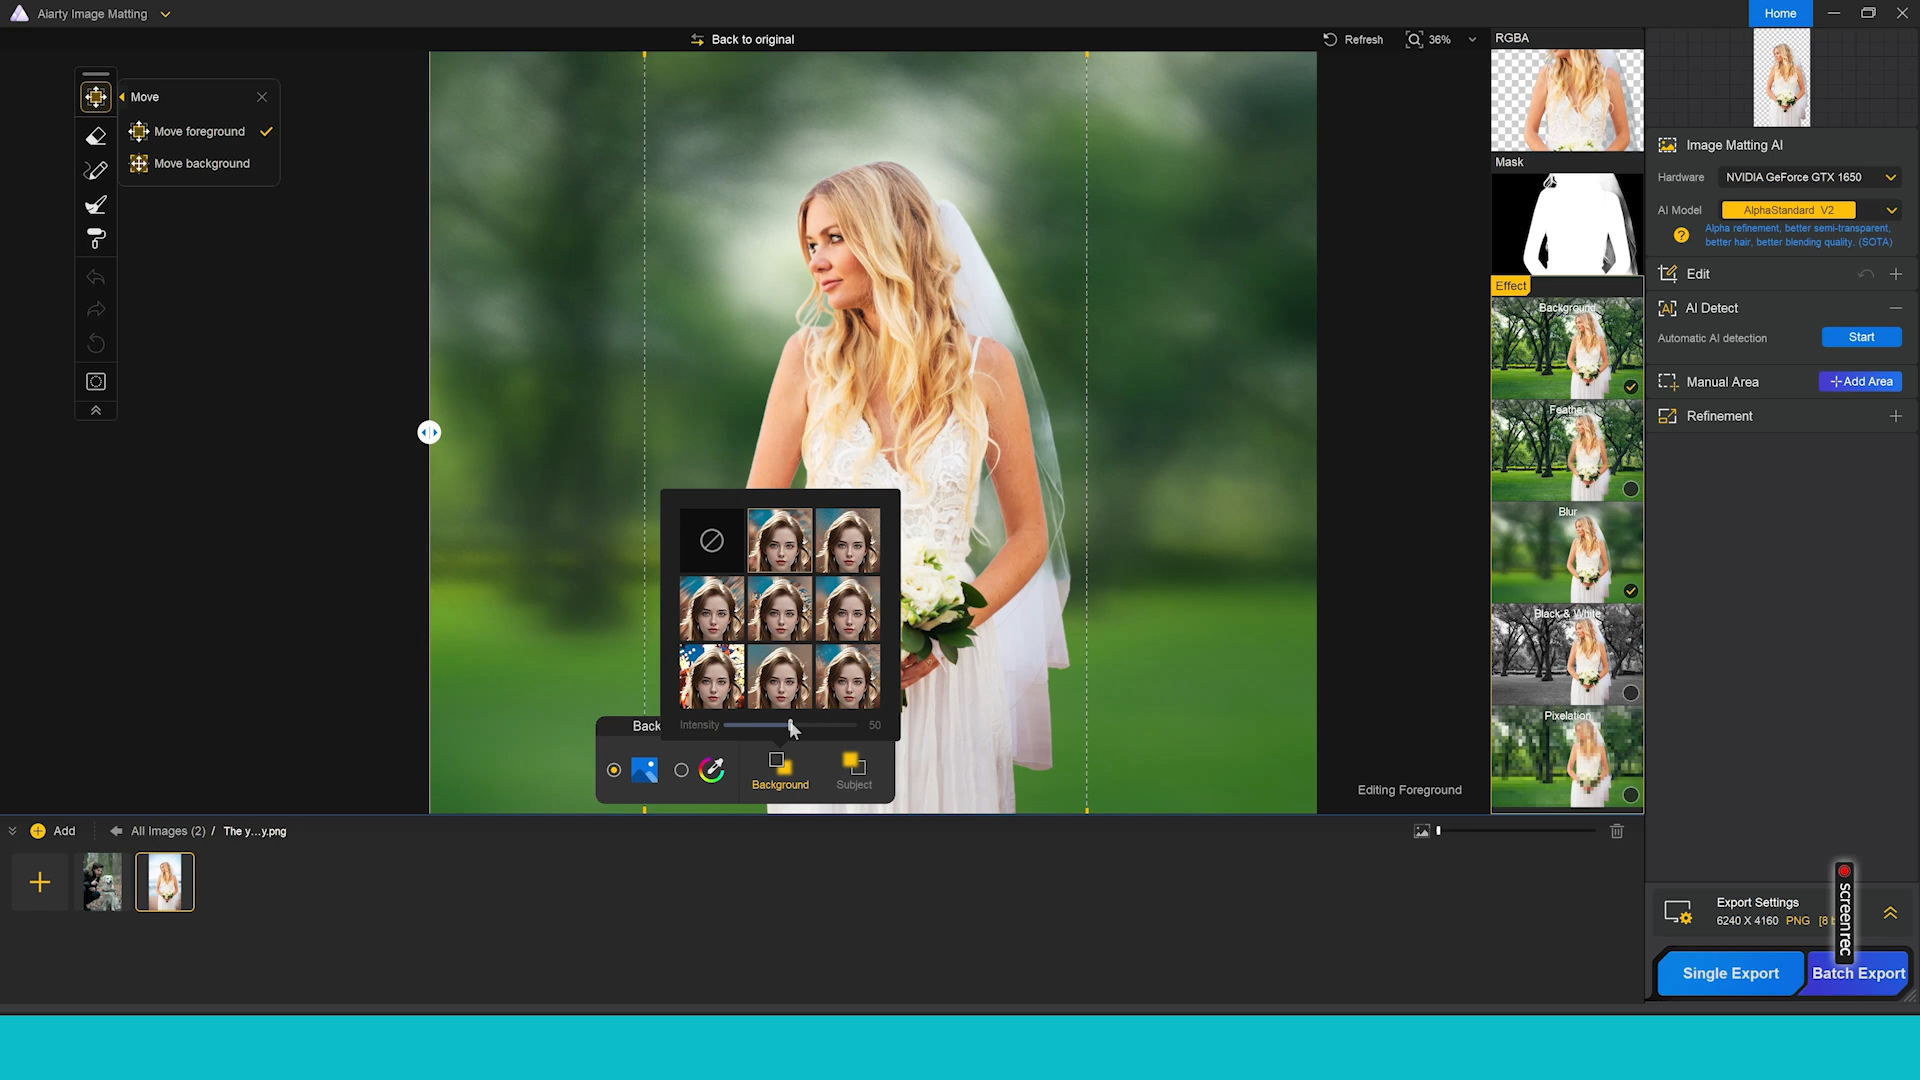 Aiarty Image Matting
Home
Back to original
Refresh
36%
RGBA
Move
Move foreground
Move background
Mask
Image Matting AI
Hardware
NVIDIA GeForce GTX 1650
AI Model
AlphaStandard V2
Alpha refinement, better semi-transparent,
better hair, better blending quality. (SOTA)
Edit
Effect
Background
AI Detect
Automatic AI detection
Start
Manual Area
Add Area
Feather
Refinement
Blur
Black & White
Pixelation
Intensity
50
Back
Background
Subject
Editing Foreground
Add
All Images (2) / The y…y.png
Export Settings
6240 X 4160 PNG [8
screenrec
Single Export
Batch Export